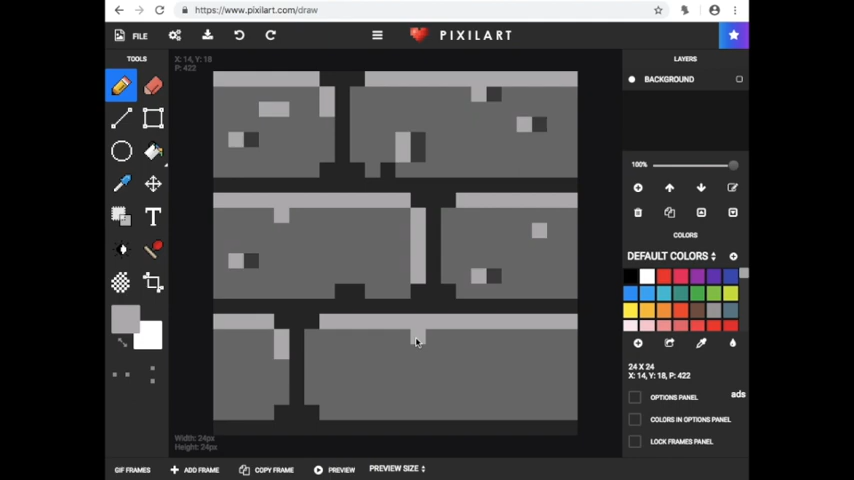 https://www.pixilart.com/draw
FILE
PIXILART
TOOLS
X: 14, Y: 18
P: 422
LAYERS
BACKGROUND
100%
COLORS
DEFAULT COLORS
T
24 X 24
X: 14, Y: 18, P: 422
ads
OPTIONS PANEL
COLORS IN OPTIONS PANEL
LOCK FRAMES PANEL
Width: 24px
Height: 24px
GIF FRAMES
ADD FRAME
COPY FRAME
PREVIEW
PREVIEW SIZE